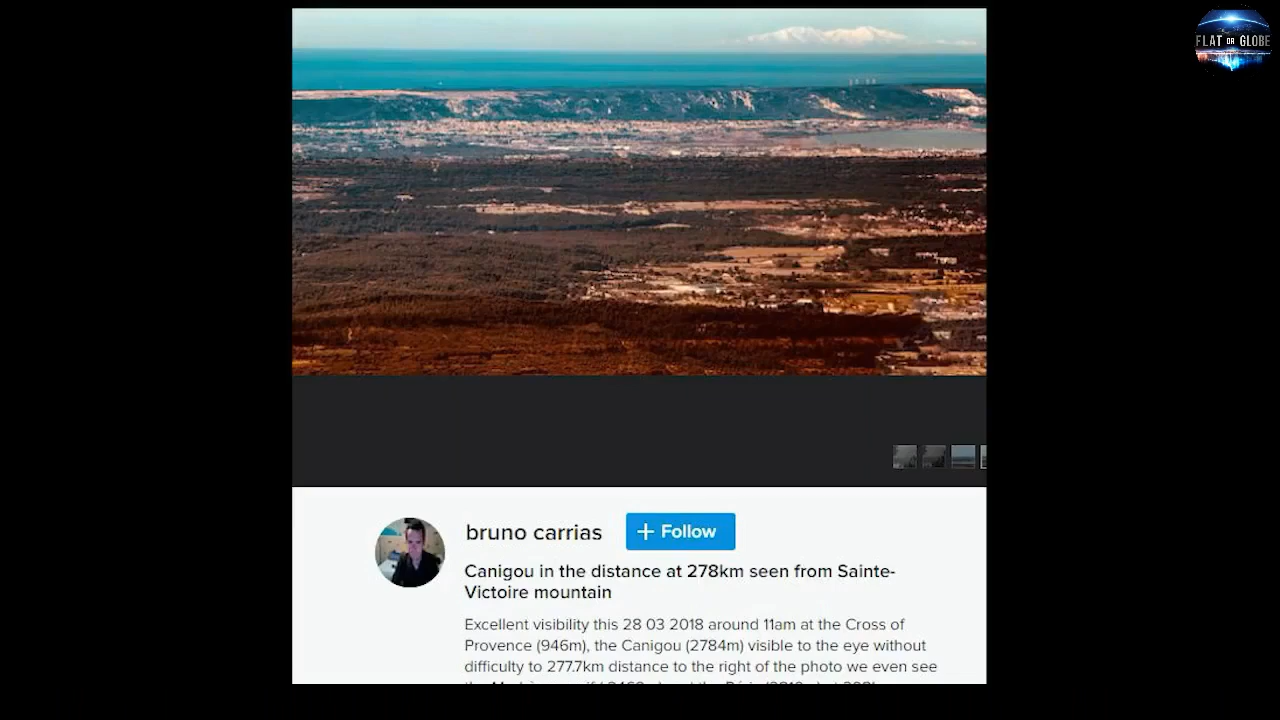 FLAT OR GLOBE
bruno carrias
+ Follow
Canigou in the distance at 278km seen from Sainte-
Victoire mountain
Excellent visibility this 28 03 2018 around 11am at the Cross of
Provence (946m), the Canigou (2784m) visible to the eye without
difficulty to 277.7km distance to the right of the photo we even see